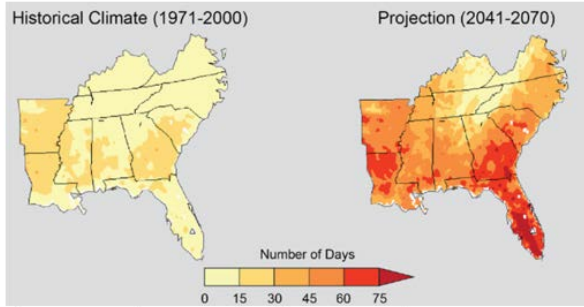 Historical Climate (1971-2000)
Projection (2041-2070)
Number of Days
0 15 30 45 60 75